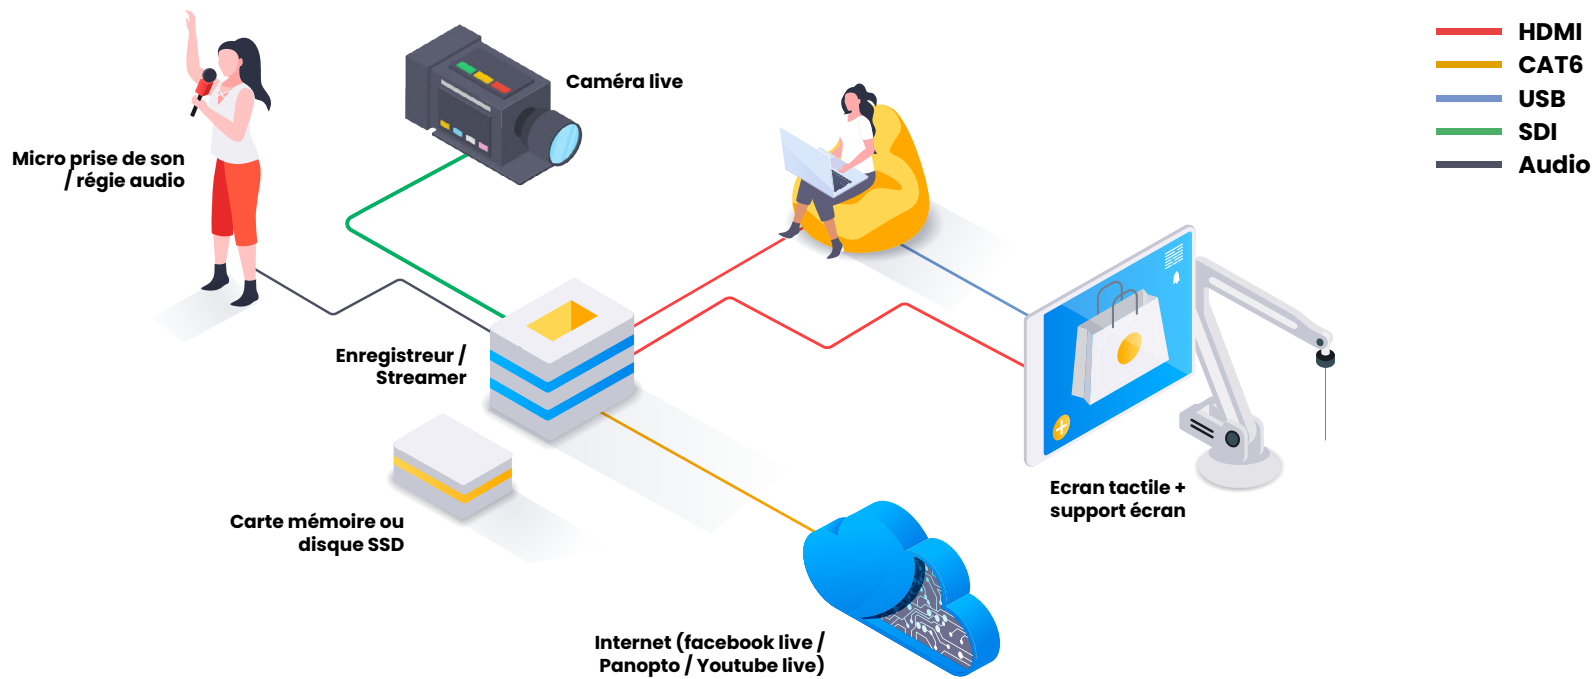 HDMI
CAT6
USB
SDI
Audio
Caméra live
Micro prise de son
/ régie audio
Enregistreur /
Streamer
Carte mémoire ou
disque SSD
Ecran tactile +
support écran
Internet (facebook live /
Panopto / Youtube live)